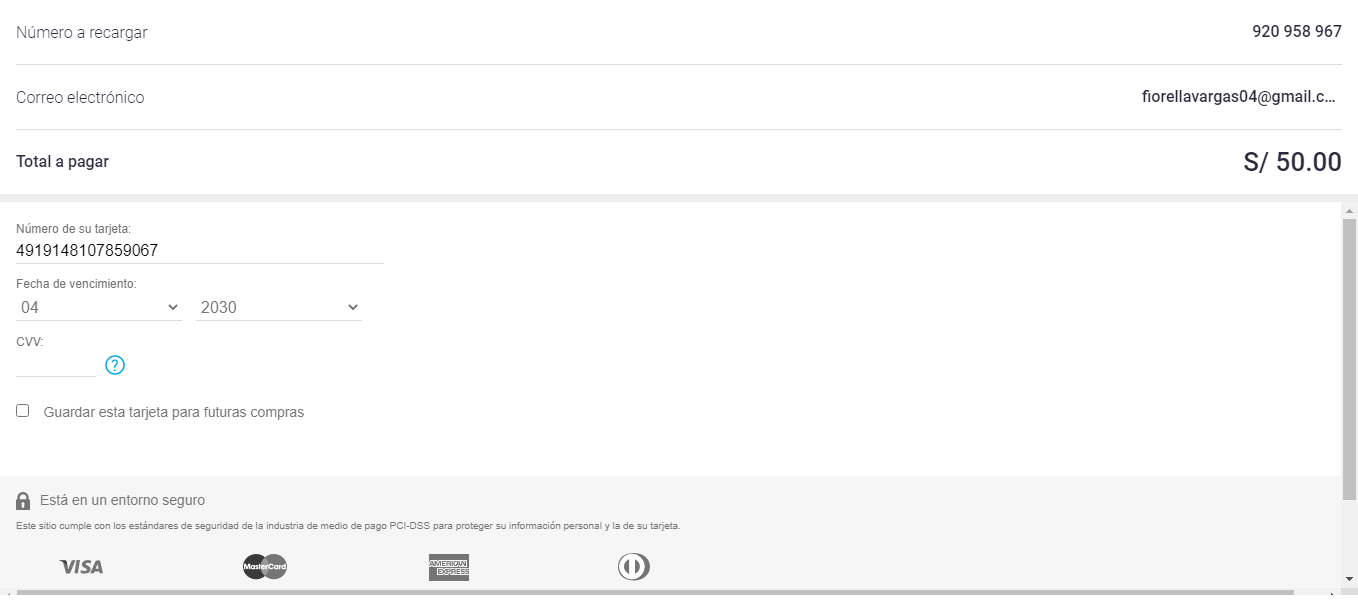 Número a recargar 920 958 967
Correo electrónico fiorellavargas04@gmail.c...
Total a pagar S/ 50.00
Número de su tarjeta:
4919148107859067
Fecha de vencimiento:
04 2030
CVV:
?
Guardar esta tarjeta para futuras compras
Está en un entorno seguro
Este sitio cumple con los estándares de seguridad de la industria de medio de pago PCI-DSS para proteger su información personal y la de su tarjeta.
VISA MasterCard AMERICAN EXPRESS